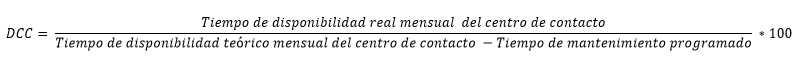 Tiempo de disponibilidad real mensual del centro de contacto
DCC = ──────────────────── * 100
Tiempo de disponibilidad teórico mensual del centro de contacto − Tiempo de mantenimiento programado